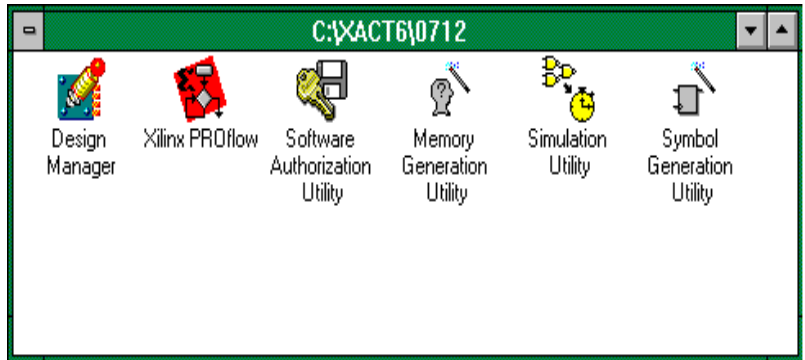 C:\XACT6\0712
Design
Manager
Xilinx PROflow
Software
Authorization
Utility
Memory
Generation
Utility
Simulation
Utility
Symbol
Generation
Utility